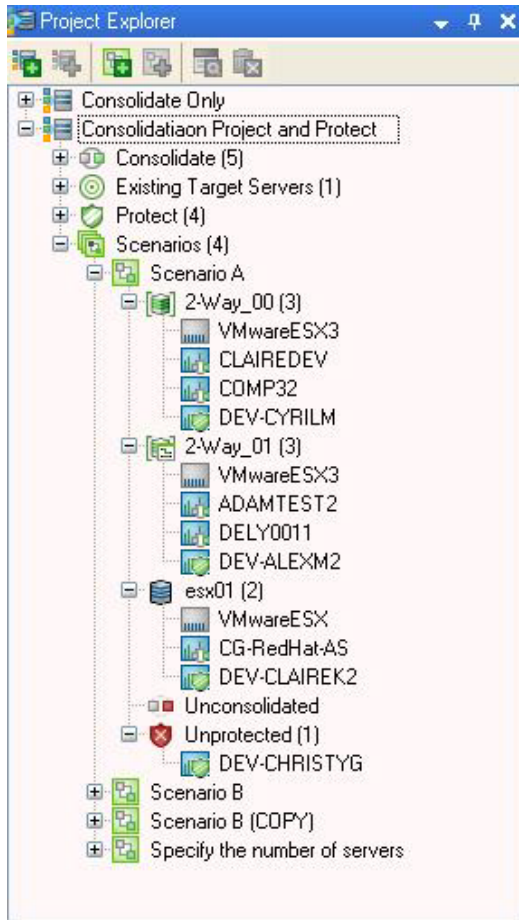 Project Explorer
Consolidate Only
Consolidatiaon Project and Protect
Consolidate (5)
Existing Target Servers (1)
Protect (4)
Scenarios (4)
Scenario A
2-Way_00 (3)
VMwareESX3
CLAIREDEV
COMP32
DEV-CYRILM
2-Way_01 (3)
VMwareESX3
ADAMTEST2
DELY0011
DEV-ALEXM2
esx01 (2)
VMwareESX
CG-RedHat-AS
DEV-CLAIREK2
Unconsolidated
Unprotected (1)
DEV-CHRISTYG
Scenario B
Scenario B (COPY)
Specify the number of servers